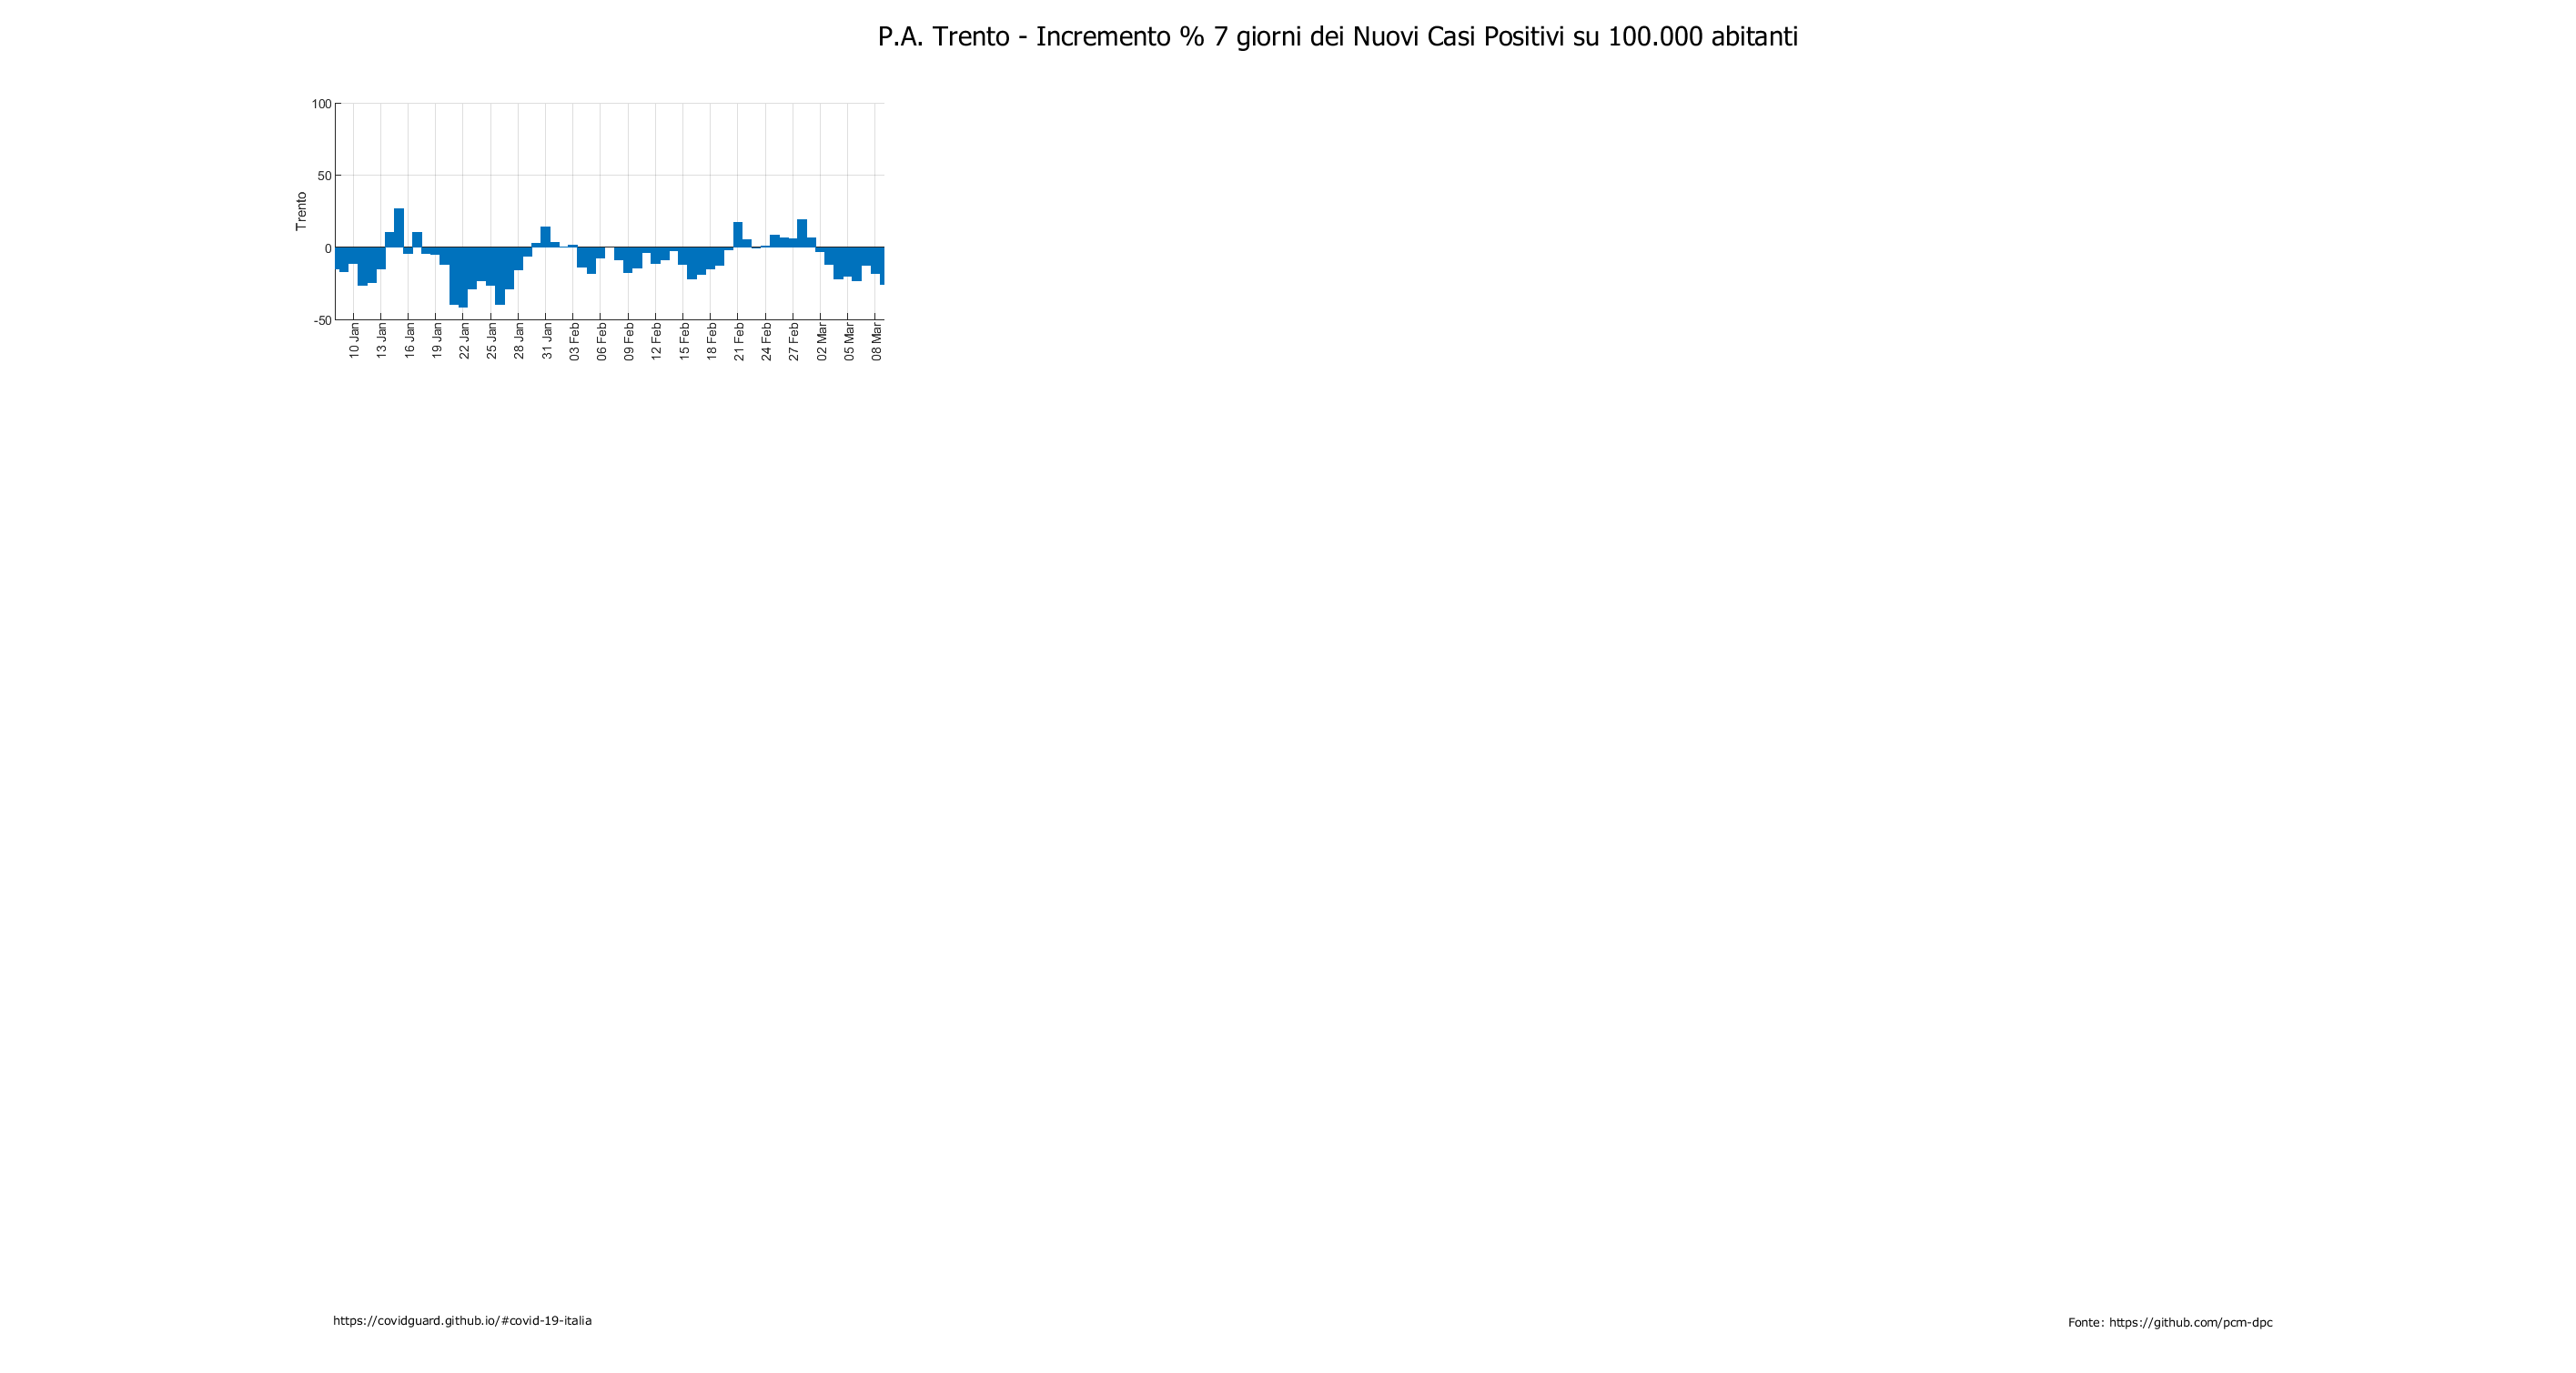 P.A. Trento - Incremento % 7 giorni dei Nuovi Casi Positivi su 100.000 abitanti
100
50
0
-50
Trento
10 Jan
13 Jan
16 Jan
19 Jan
22 Jan
25 Jan
28 Jan
31 Jan
03 Feb
06 Feb
09 Feb
12 Feb
15 Feb
18 Feb
21 Feb
24 Feb
27 Feb
02 Mar
05 Mar
08 Mar
https://covidguard.github.io/#covid-19-italia
Fonte: https://github.com/pcm-dpc